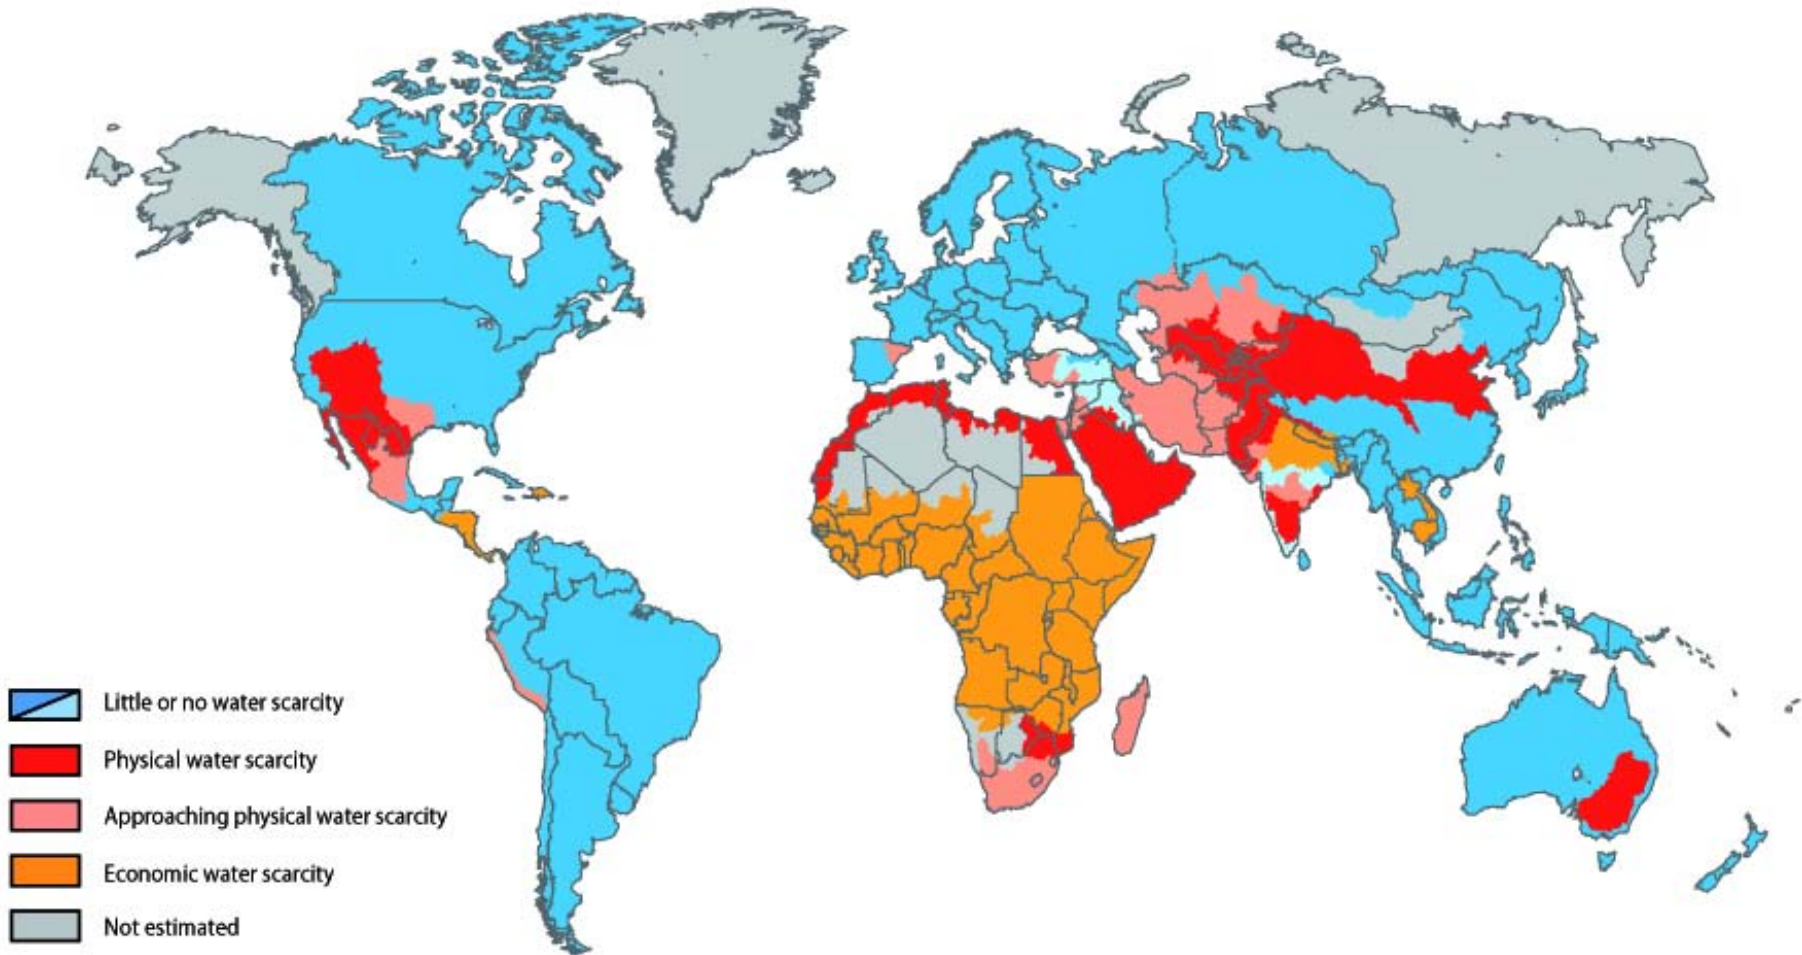 Little or no water scarcity
Physical water scarcity
Approaching physical water scarcity
Economic water scarcity
Not estimated